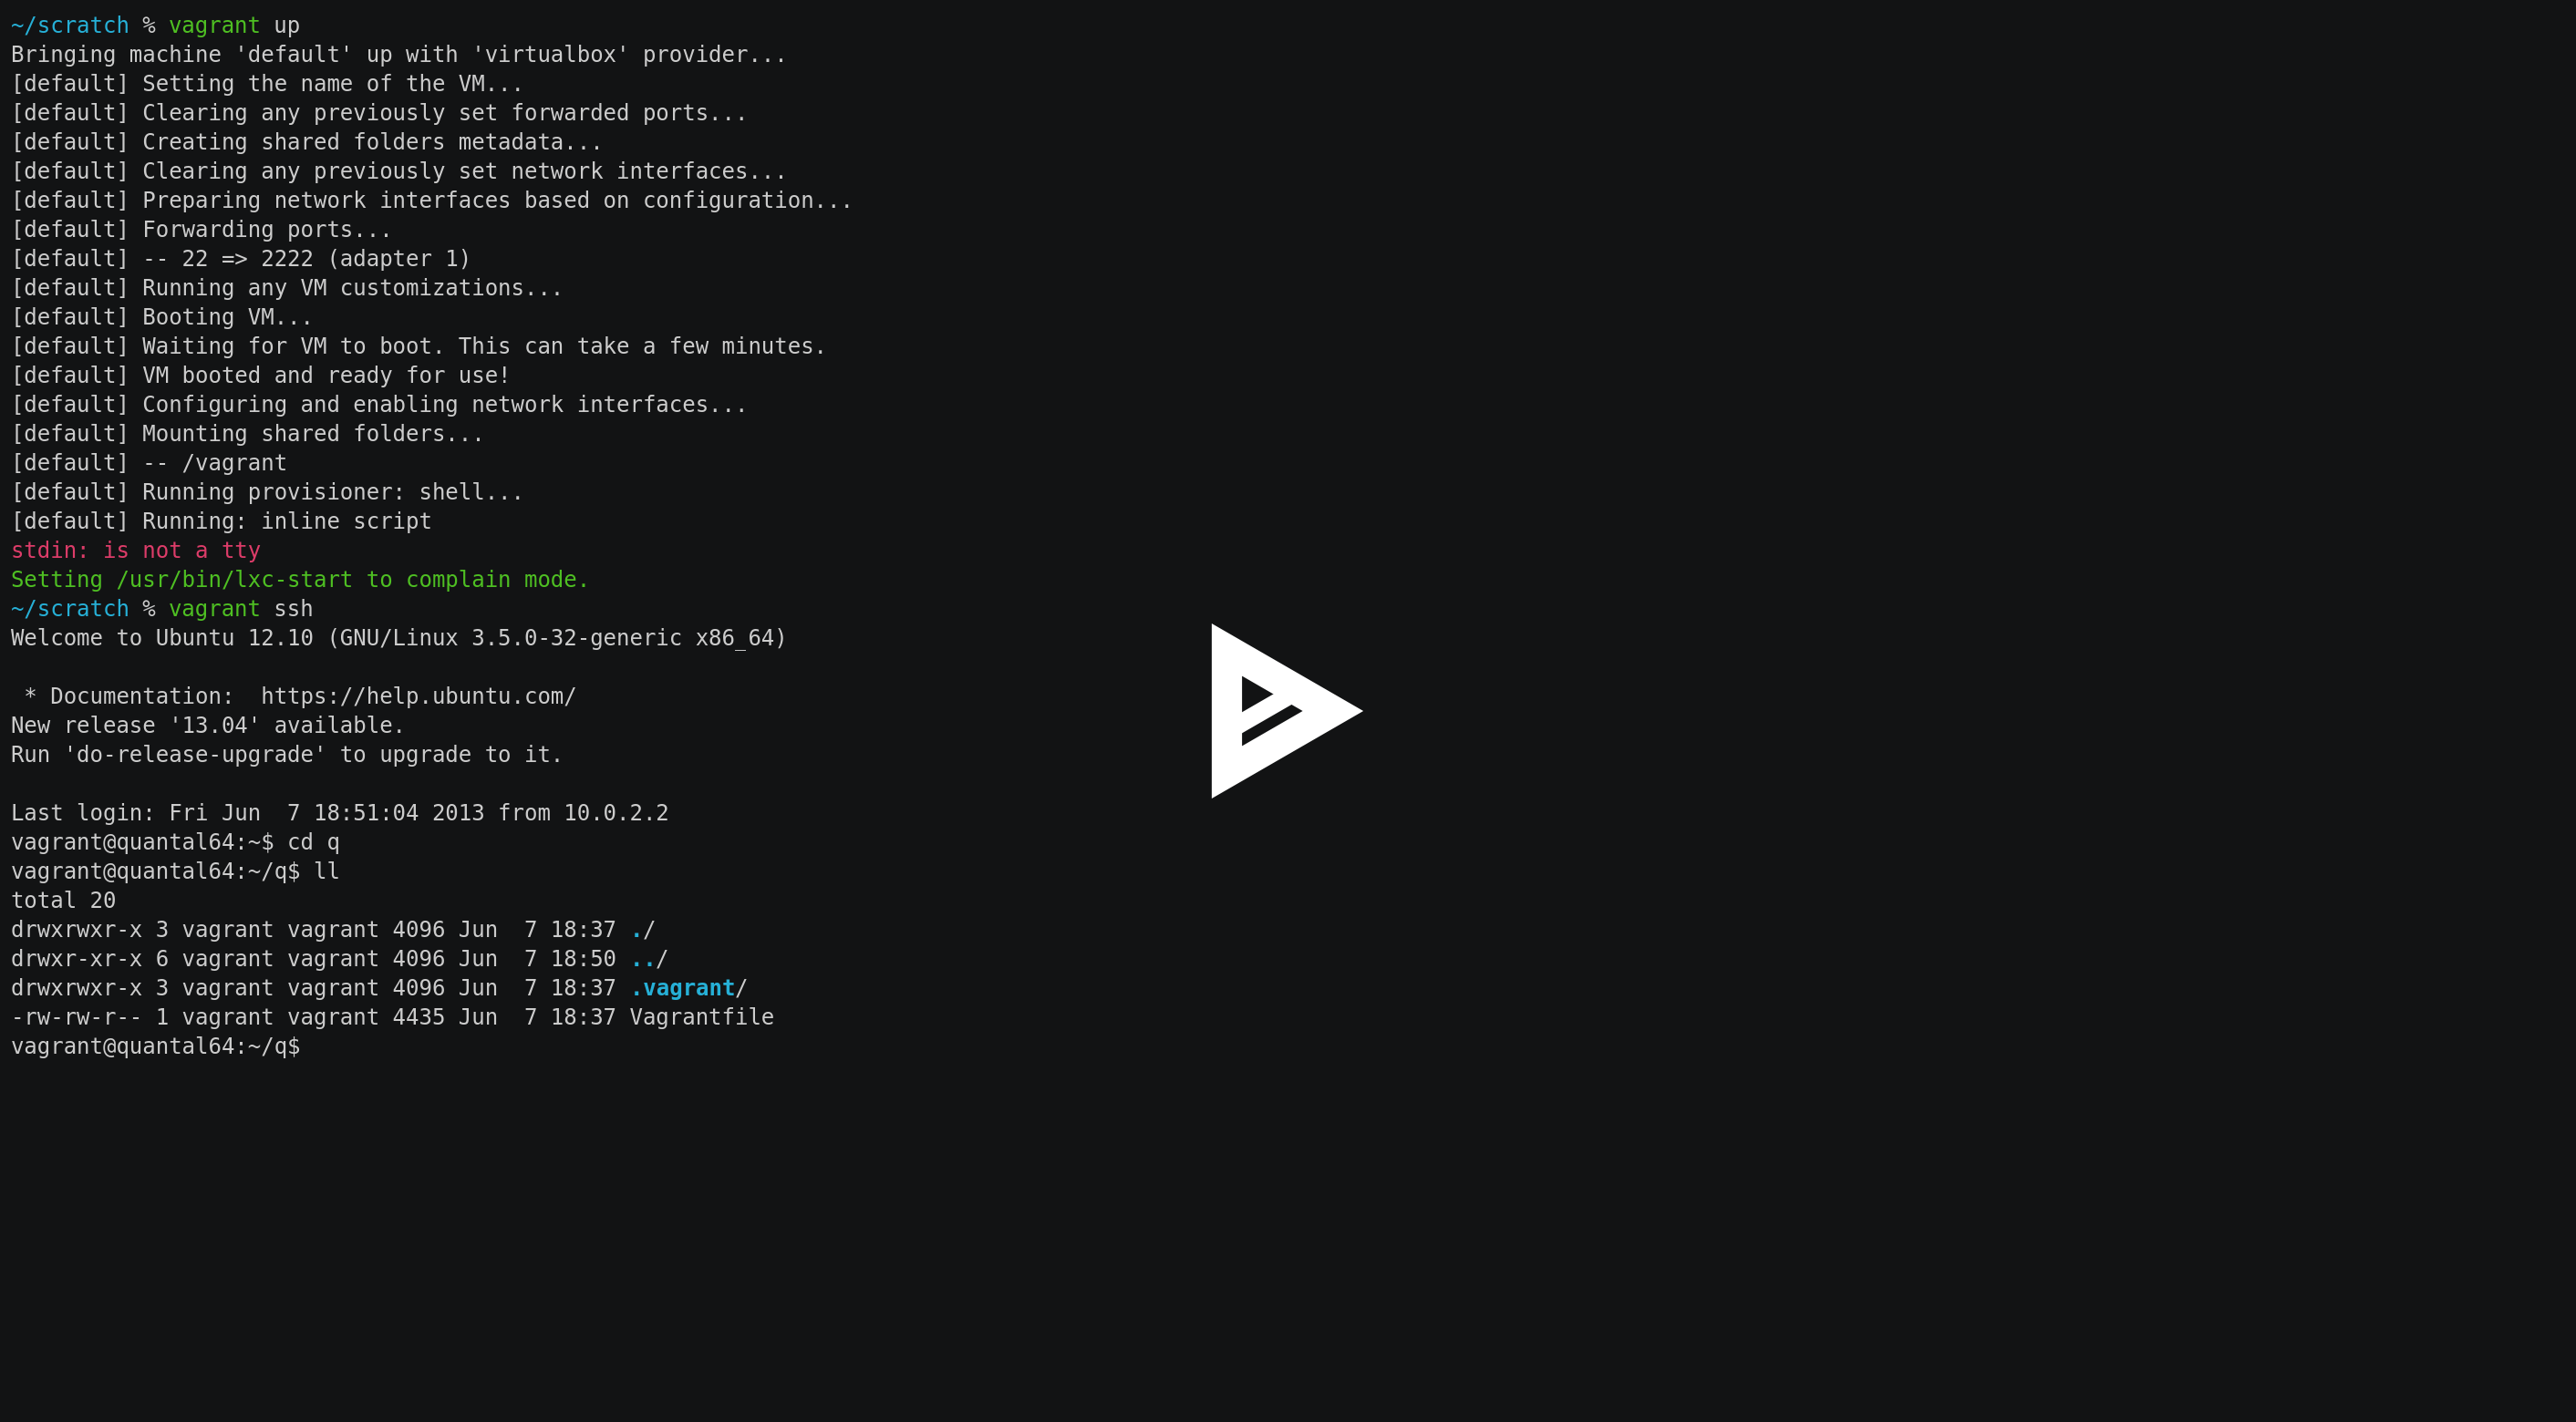 ~/scratch % vagrant up
Bringing machine 'default' up with 'virtualbox' provider...
[default] Setting the name of the VM...
[default] Clearing any previously set forwarded ports...
[default] Creating shared folders metadata...
[default] Clearing any previously set network interfaces...
[default] Preparing network interfaces based on configuration...
[default] Forwarding ports...
[default] -- 22 => 2222 (adapter 1)
[default] Running any VM customizations...
[default] Booting VM...
[default] Waiting for VM to boot. This can take a few minutes.
[default] VM booted and ready for use!
[default] Configuring and enabling network interfaces...
[default] Mounting shared folders...
[default] -- /vagrant
[default] Running provisioner: shell...
[default] Running: inline script
stdin: is not a tty
Setting /usr/bin/lxc-start to complain mode.
~/scratch % vagrant ssh
Welcome to Ubuntu 12.10 (GNU/Linux 3.5.0-32-generic x86_64)

 * Documentation:  https://help.ubuntu.com/
New release '13.04' available.
Run 'do-release-upgrade' to upgrade to it.

Last login: Fri Jun  7 18:51:04 2013 from 10.0.2.2
vagrant@quantal64:~$ cd q
vagrant@quantal64:~/q$ ll
total 20
drwxrwxr-x 3 vagrant vagrant 4096 Jun  7 18:37 ./
drwxr-xr-x 6 vagrant vagrant 4096 Jun  7 18:50 ../
drwxrwxr-x 3 vagrant vagrant 4096 Jun  7 18:37 .vagrant/
-rw-rw-r-- 1 vagrant vagrant 4435 Jun  7 18:37 Vagrantfile
vagrant@quantal64:~/q$